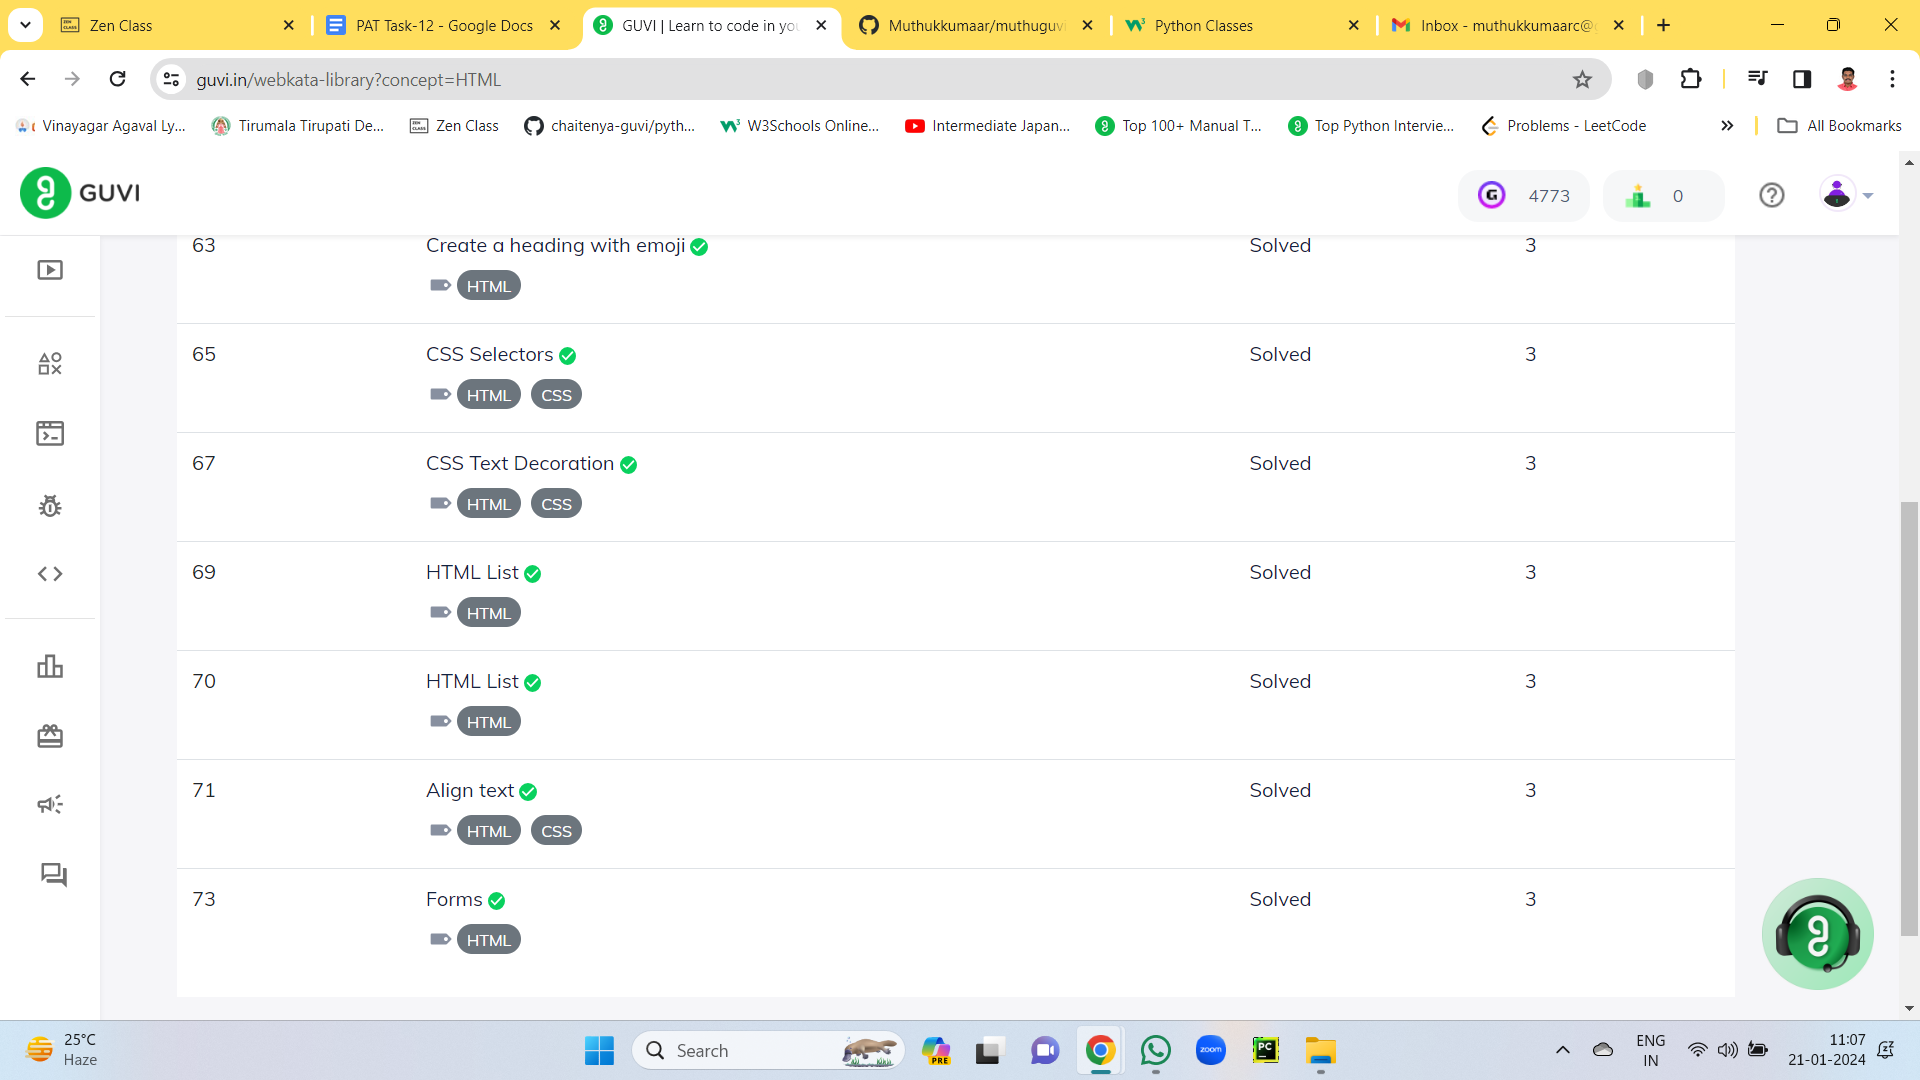 Zen Class
PAT Task-12 - Google Docs
GUVI | Learn to code in you
Muthukkumaar/muthuguvi
Python Classes
Inbox - muthukkumaarc@g
guvi.in/webkata-library?concept=HTML
Vinayagar Agaval Ly...
Tirumala Tirupati De...
Zen Class
chaitenya-guvi/pyth...
W3Schools Online...
Intermediate Japan...
Top 100+ Manual T...
Top Python Intervie...
Problems - LeetCode
All Bookmarks
GUVI
4773
0
63 Create a heading with emoji Solved 3
HTML
65 CSS Selectors Solved 3
HTML CSS
67 CSS Text Decoration Solved 3
HTML CSS
69 HTML List Solved 3
HTML
70 HTML List Solved 3
HTML
71 Align text Solved 3
HTML CSS
73 Forms Solved 3
HTML
25°C
Haze
Search
PRE
zoom
PC
ENG
IN
11:07
21-01-2024